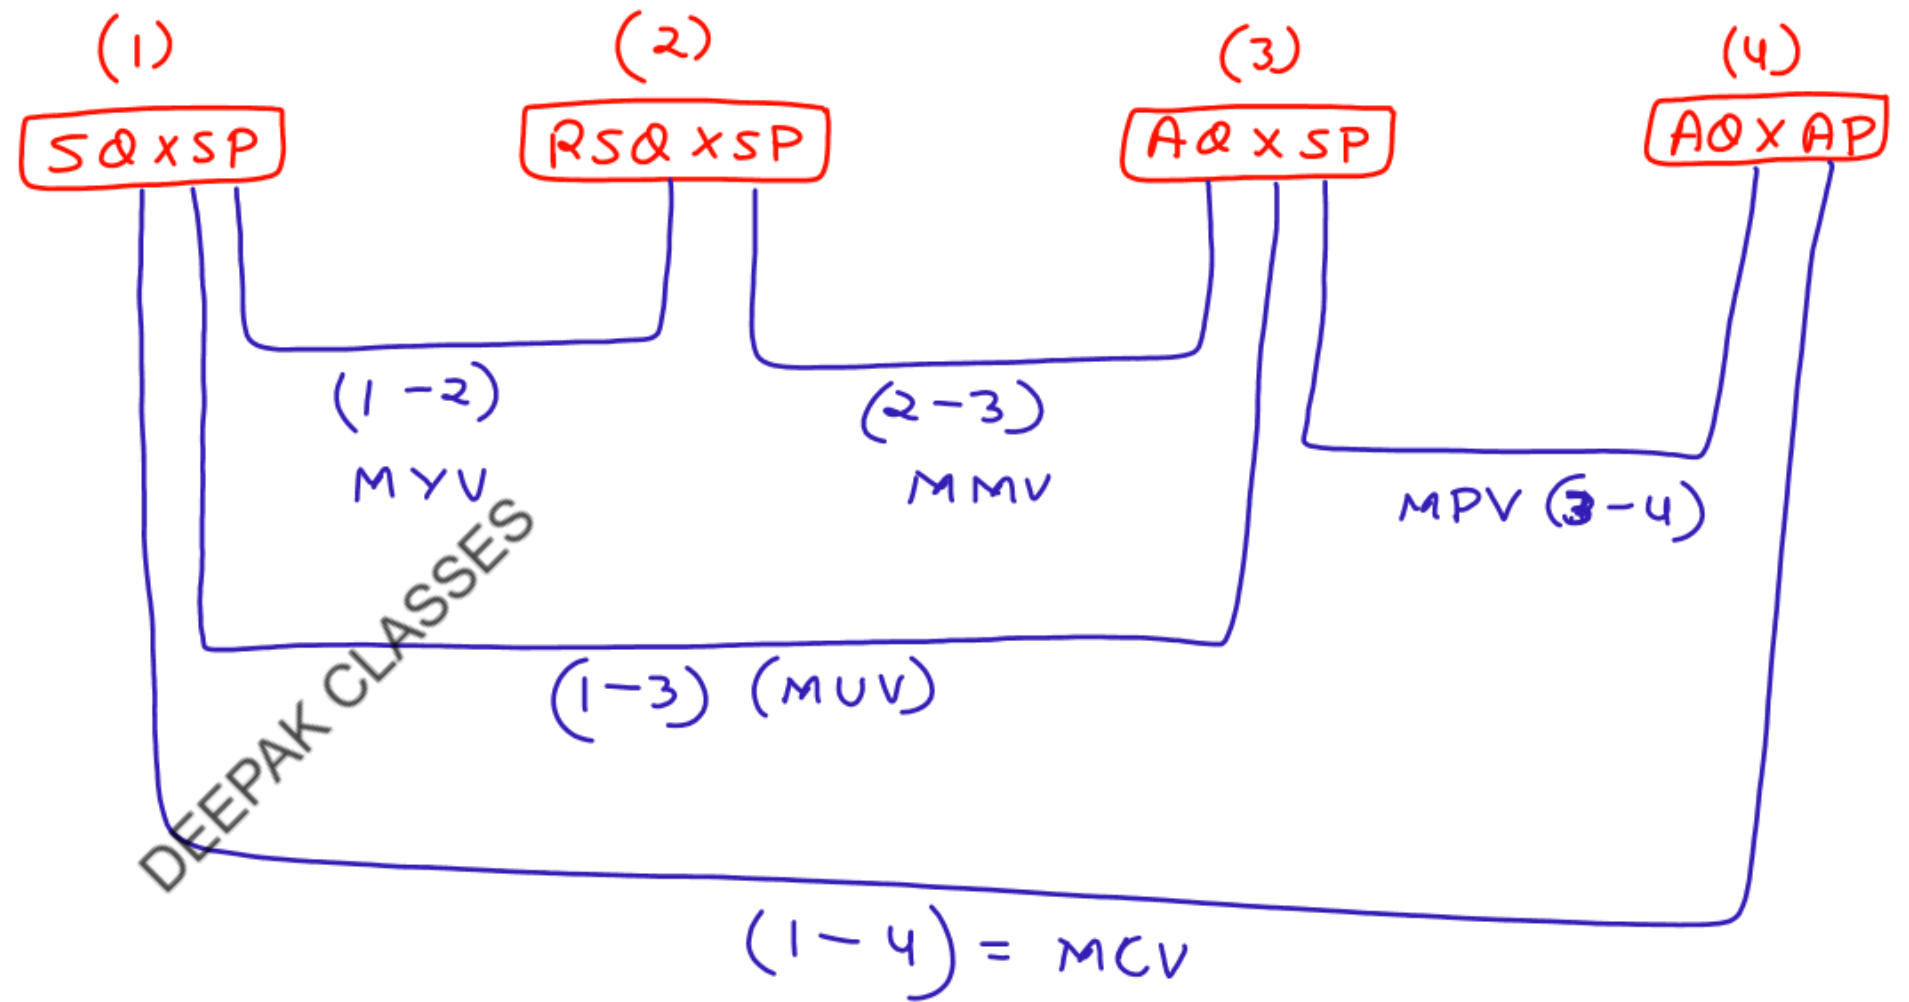 (1) (2) (3) (4)
SQ x SP RSQ x SP AQ x SP AQ x AP
(1-2) (2-3)
MYV MMV MPV (3-4)
(1-3) (MUV)
(1-4) = MCV
DEEPAK CLASSES